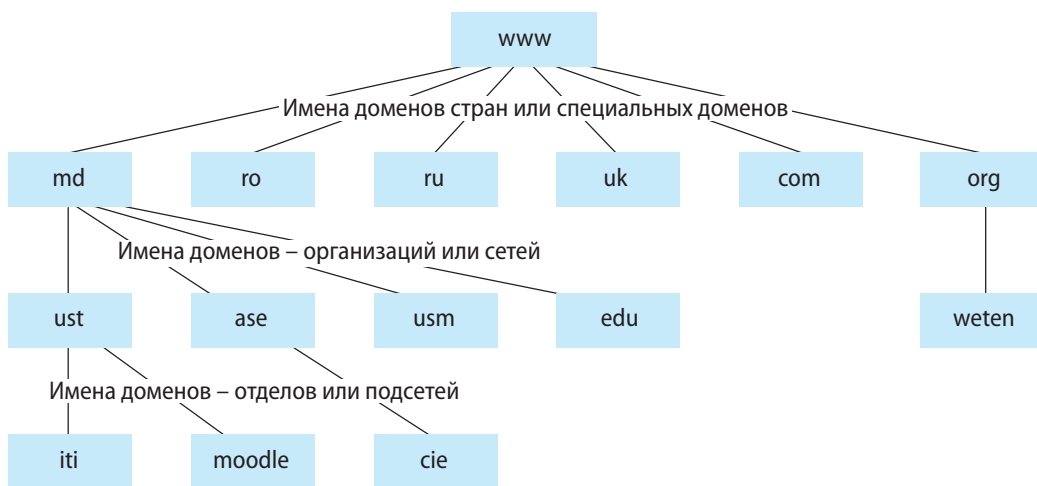 www
Имена доменов стран или специальных доменов
md ro ru uk com org
Имена доменов – организаций или сетей
ust ase usm edu weten
Имена доменов – отделов или подсетей
iti moodle cie